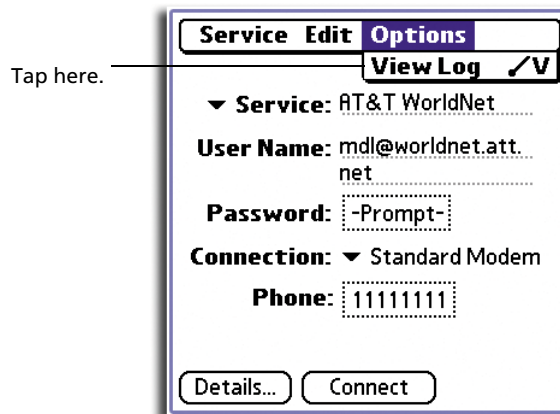 Service Edit Options
Tap here.
View Log /V
▼ Service: AT&T WorldNet
User Name: mdl@worldnet.att.
net
Password: -Prompt-
Connection: ▼ Standard Modem
Phone: 11111111
Details... Connect